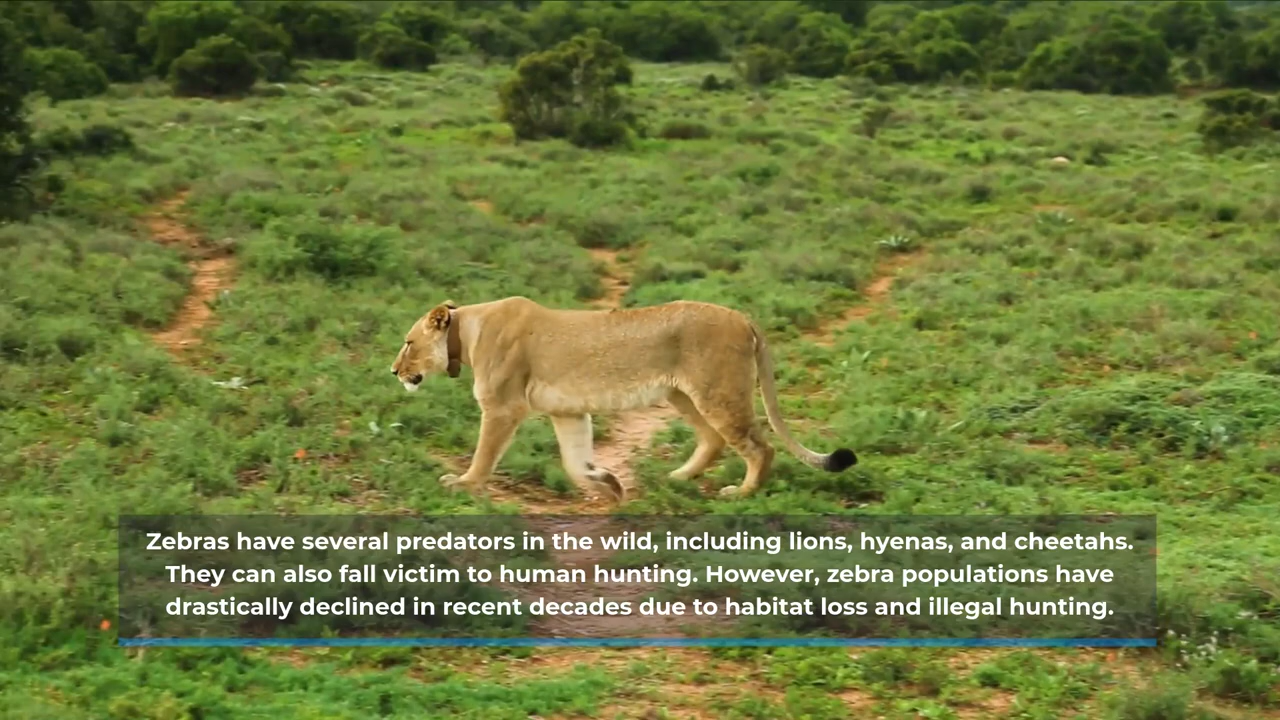 Zebras have several predators in the wild, including lions, hyenas, and cheetahs.
They can also fall victim to human hunting. However, zebra populations have
drastically declined in recent decades due to habitat loss and illegal hunting.